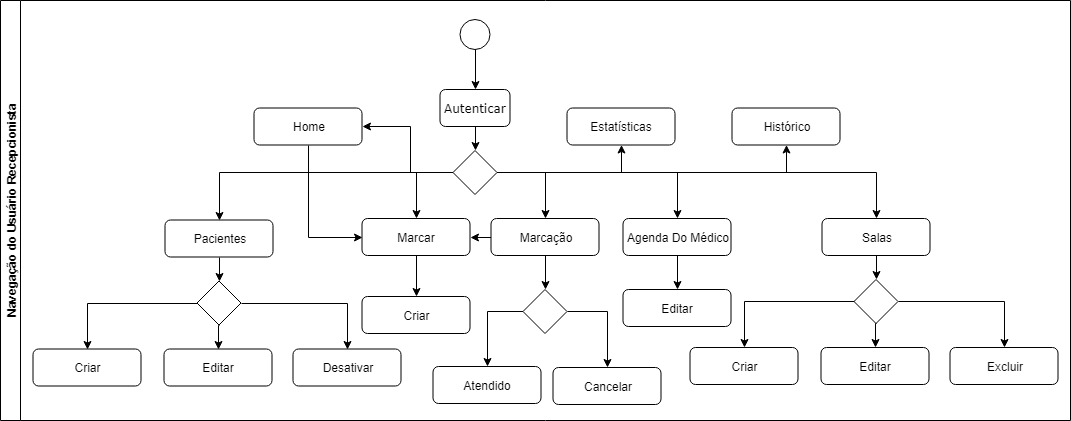 Navegação do Usuário Recepcionista
Autenticar
Home
Estatísticas
Histórico
Pacientes
Marcar
Marcação
Agenda Do Médico
Salas
Criar
Editar
Criar
Editar
Desativar
Atendido
Cancelar
Criar
Editar
Excluir